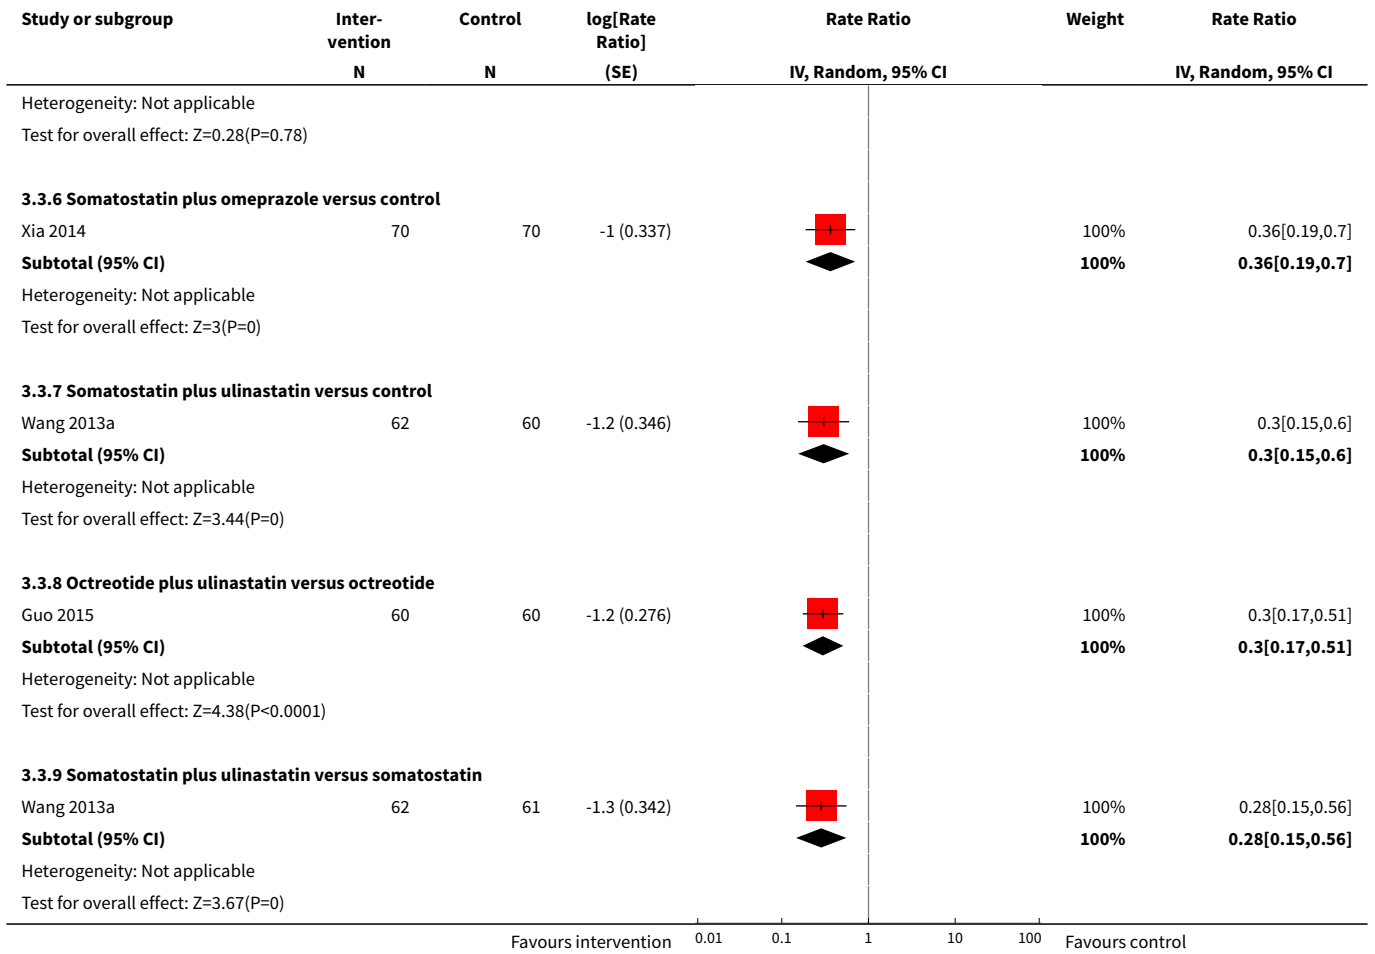 Study or subgroup Inter- Control log[Rate Rate Ratio Weight Rate Ratio
vention Ratio]
N N (SE) IV, Random, 95% CI IV, Random, 95% CI
Heterogeneity: Not applicable
Test for overall effect: Z=0.28(P=0.78)
3.3.6 Somatostatin plus omeprazole versus control
Xia 2014 70 70 -1 (0.337) 100% 0.36[0.19,0.7]
Subtotal (95% CI) 100% 0.36[0.19,0.7]
Heterogeneity: Not applicable
Test for overall effect: Z=3(P=0)
3.3.7 Somatostatin plus ulinastatin versus control
Wang 2013a 62 60 -1.2 (0.346) 100% 0.3[0.15,0.6]
Subtotal (95% CI) 100% 0.3[0.15,0.6]
Heterogeneity: Not applicable
Test for overall effect: Z=3.44(P=0)
3.3.8 Octreotide plus ulinastatin versus octreotide
Guo 2015 60 60 -1.2 (0.276) 100% 0.3[0.17,0.51]
Subtotal (95% CI) 100% 0.3[0.17,0.51]
Heterogeneity: Not applicable
Test for overall effect: Z=4.38(P<0.0001)
3.3.9 Somatostatin plus ulinastatin versus somatostatin
Wang 2013a 62 61 -1.3 (0.342) 100% 0.28[0.15,0.56]
Subtotal (95% CI) 100% 0.28[0.15,0.56]
Heterogeneity: Not applicable
Test for overall effect: Z=3.67(P=0)
Favours intervention 0.01 0.1 1 10 100 Favours control